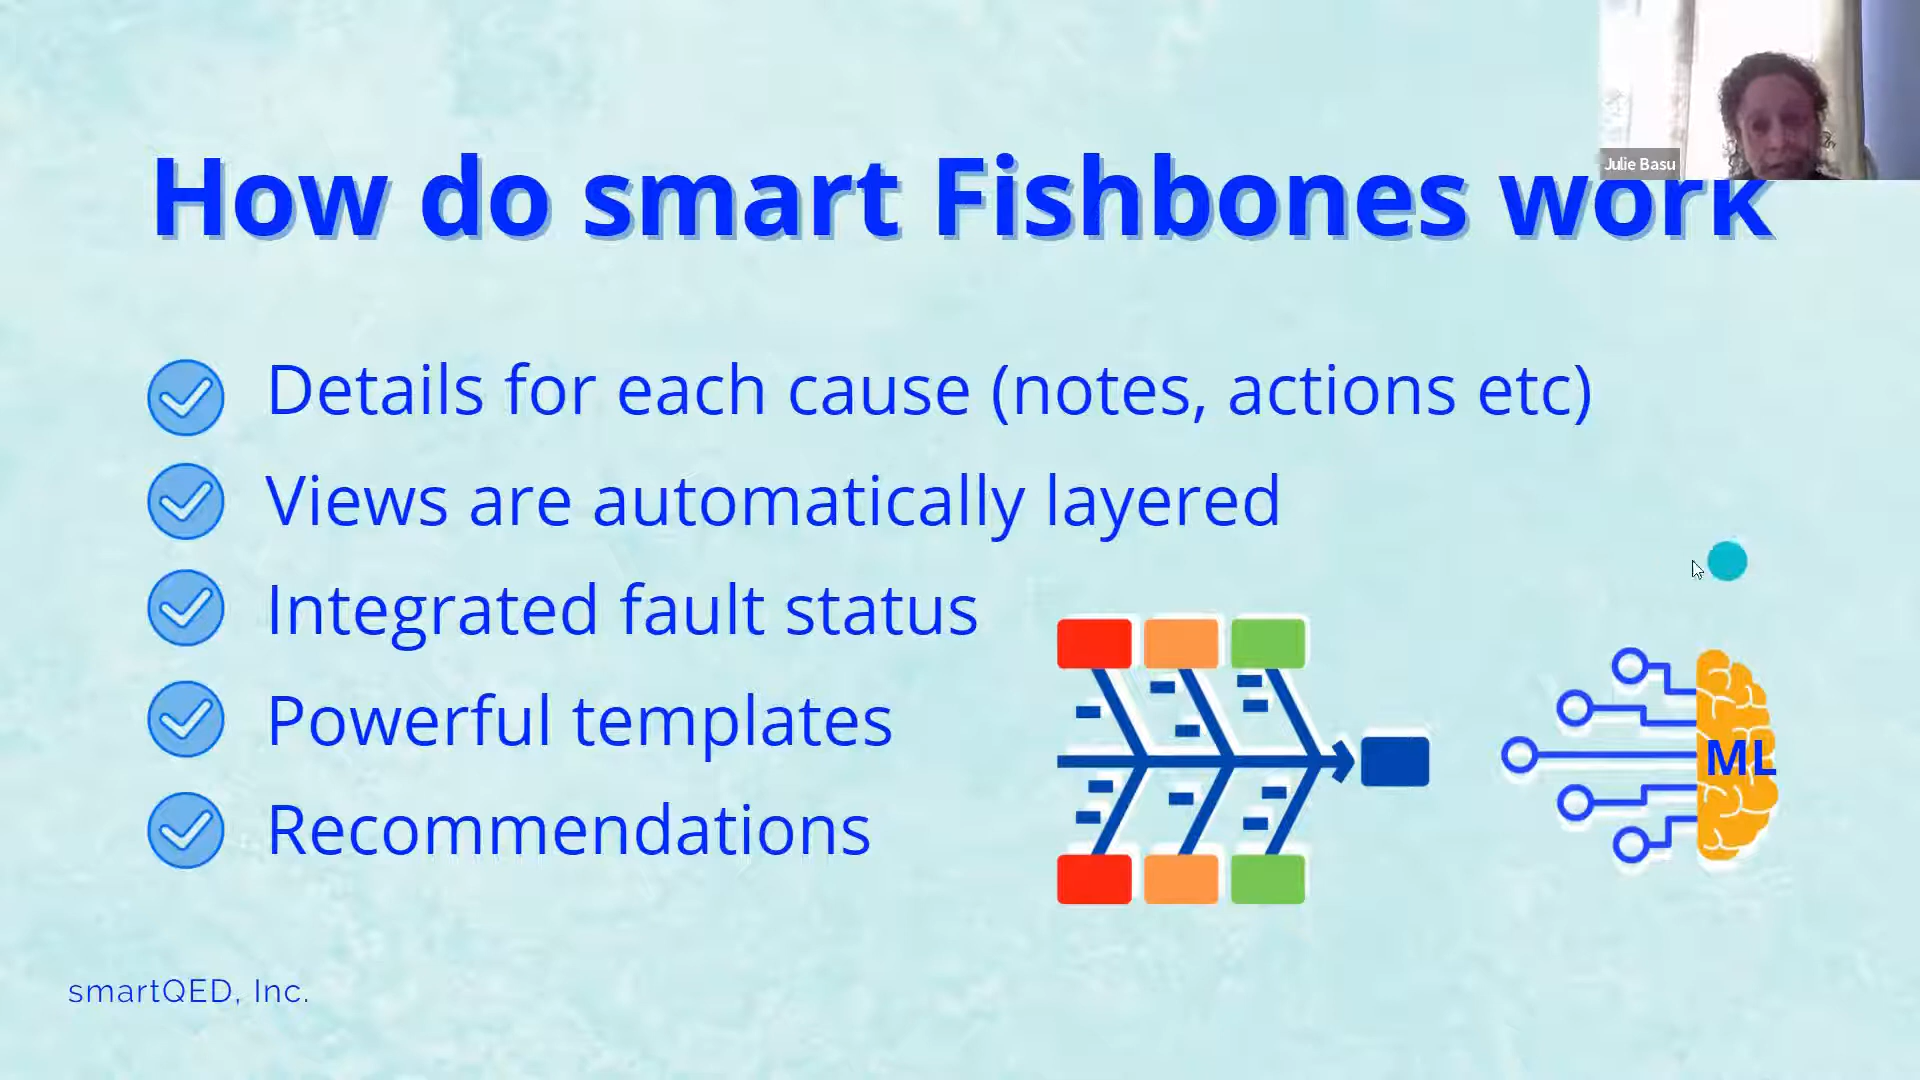 Julie Basu
How do smart Fishbones work
Details for each cause (notes, actions etc)
Views are automatically layered
Integrated fault status
Powerful templates
Recommendations
ML
smartQED, Inc.